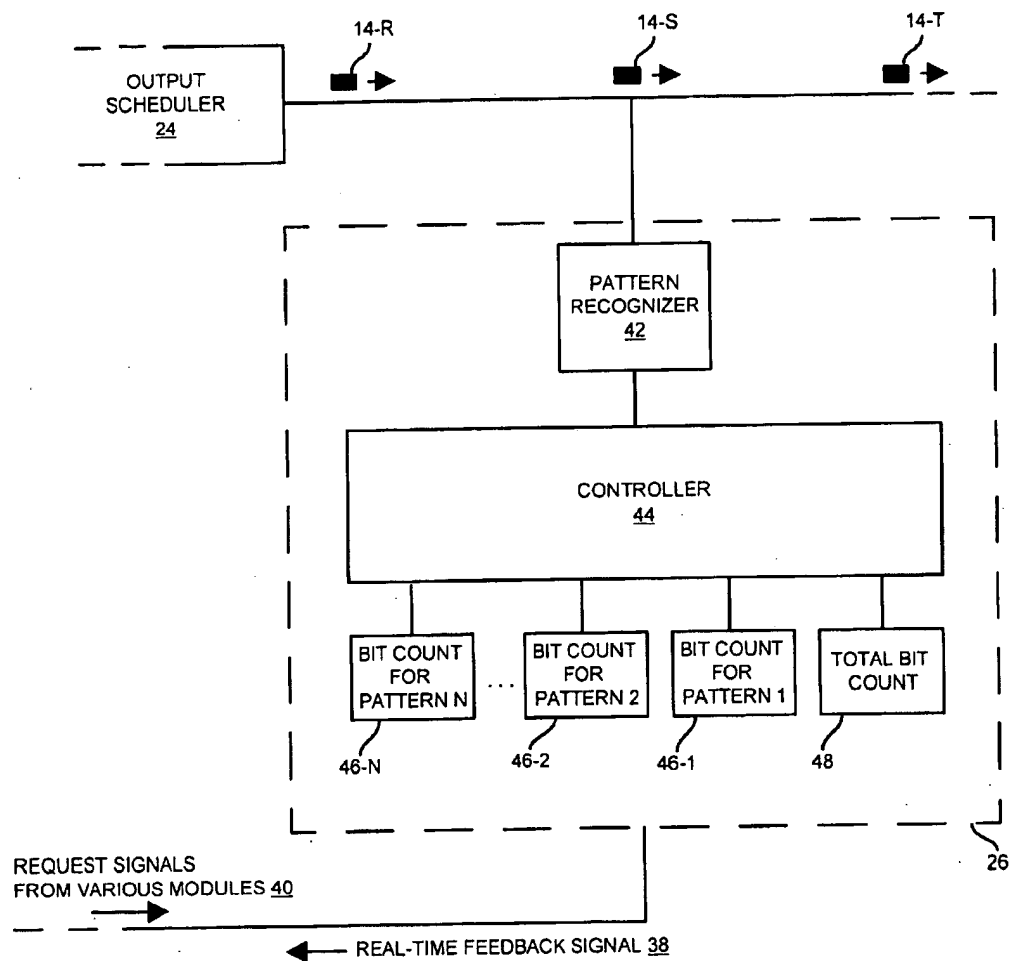 14-R
14-S
14-T
OUTPUT
SCHEDULER
24
PATTERN
RECOGNIZER
42
CONTROLLER
44
BIT COUNT
FOR
PATTERN N
...
BIT COUNT
FOR
PATTERN 2
BIT COUNT
FOR
PATTERN 1
TOTAL BIT
COUNT
46-N
46-2
46-1
48
26
REQUEST SIGNALS
FROM VARIOUS MODULES 40
REAL-TIME FEEDBACK SIGNAL 38